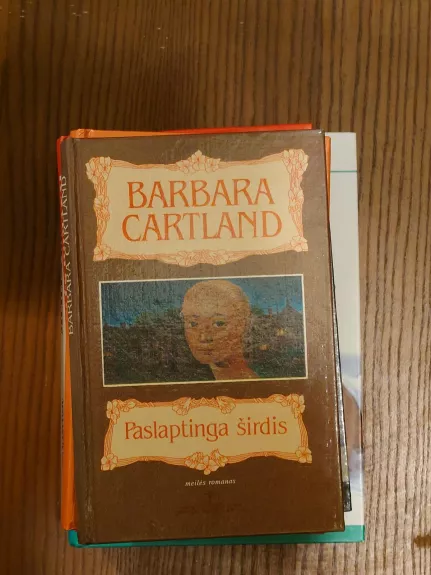 BARBARA
CARTLAND
Paslaptinga širdis
meilės romanas
BARBARA CARTLAND